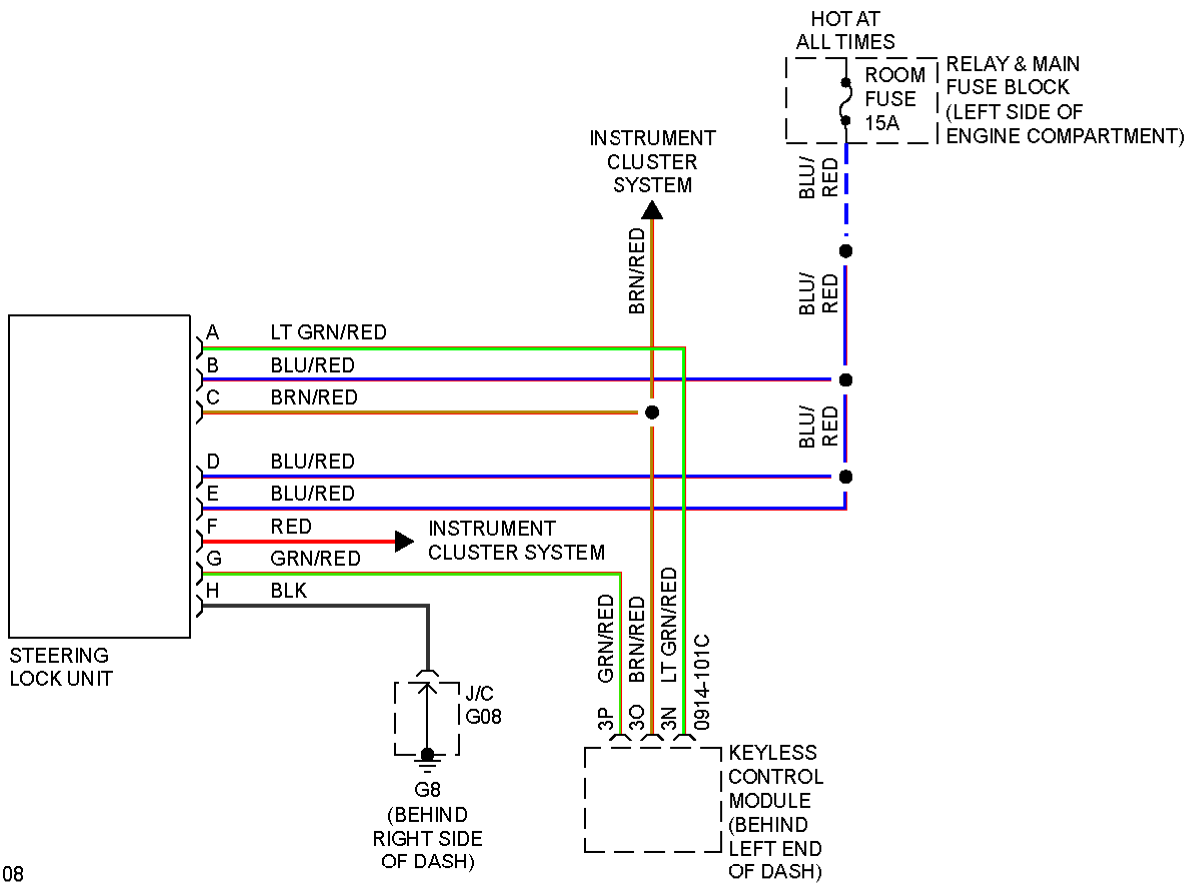 HOT AT
ALL TIMES
ROOM
FUSE
15A
RELAY & MAIN
FUSE BLOCK
(LEFT SIDE OF
ENGINE COMPARTMENT)
BLU/
RED
INSTRUMENT
CLUSTER
SYSTEM
BRN/RED
BLU/
RED
A LT GRN/RED
B BLU/RED
C BRN/RED
BLU/
RED
D BLU/RED
E BLU/RED
F RED
INSTRUMENT
CLUSTER SYSTEM
G GRN/RED
H BLK
STEERING
LOCK UNIT
J/C
G08
G8
(BEHIND
RIGHT SIDE
OF DASH)
3P GRN/RED
3O BRN/RED
3N LT GRN/RED
0914-101C
KEYLESS
CONTROL
MODULE
(BEHIND
LEFT END
OF DASH)
08